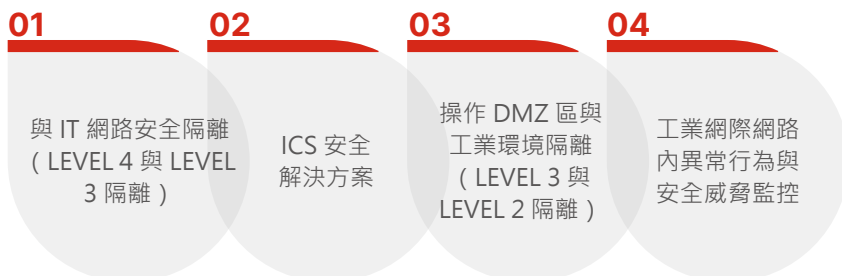 01
與 IT 網路安全隔離
（LEVEL 4 與 LEVEL
3 隔離）
02
ICS 安全
解決方案
03
操作 DMZ 區與
工業環境隔離
（LEVEL 3 與
LEVEL 2 隔離）
04
工業網際網路
內異常行為與
安全威脅監控